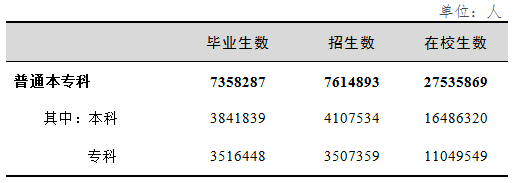 单位：人
毕业生数 招生数 在校生数
普通本专科 7358287 7614893 27535869
其中：本科 3841839 4107534 16486320
专科 3516448 3507359 11049549